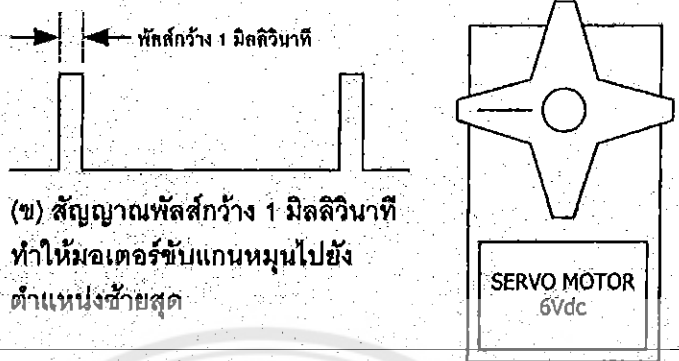 พัลส์กว้าง 1 มิลลิวินาที
(ข) สัญญาณพัลส์กว้าง 1 มิลลิวินาที
ทำให้มอเตอร์ขับแกนหมุนไปยัง
ตำแหน่งซ้ายสุด
SERVO MOTOR
6Vdc